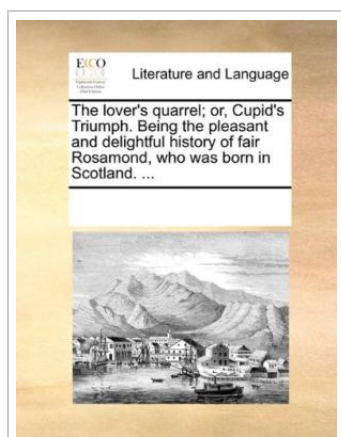 ECCO
Literature and Language
The lover's quarrel; or, Cupid's
Triumph. Being the pleasant
and delightful history of fair
Rosamond, who was born in
Scotland. ...